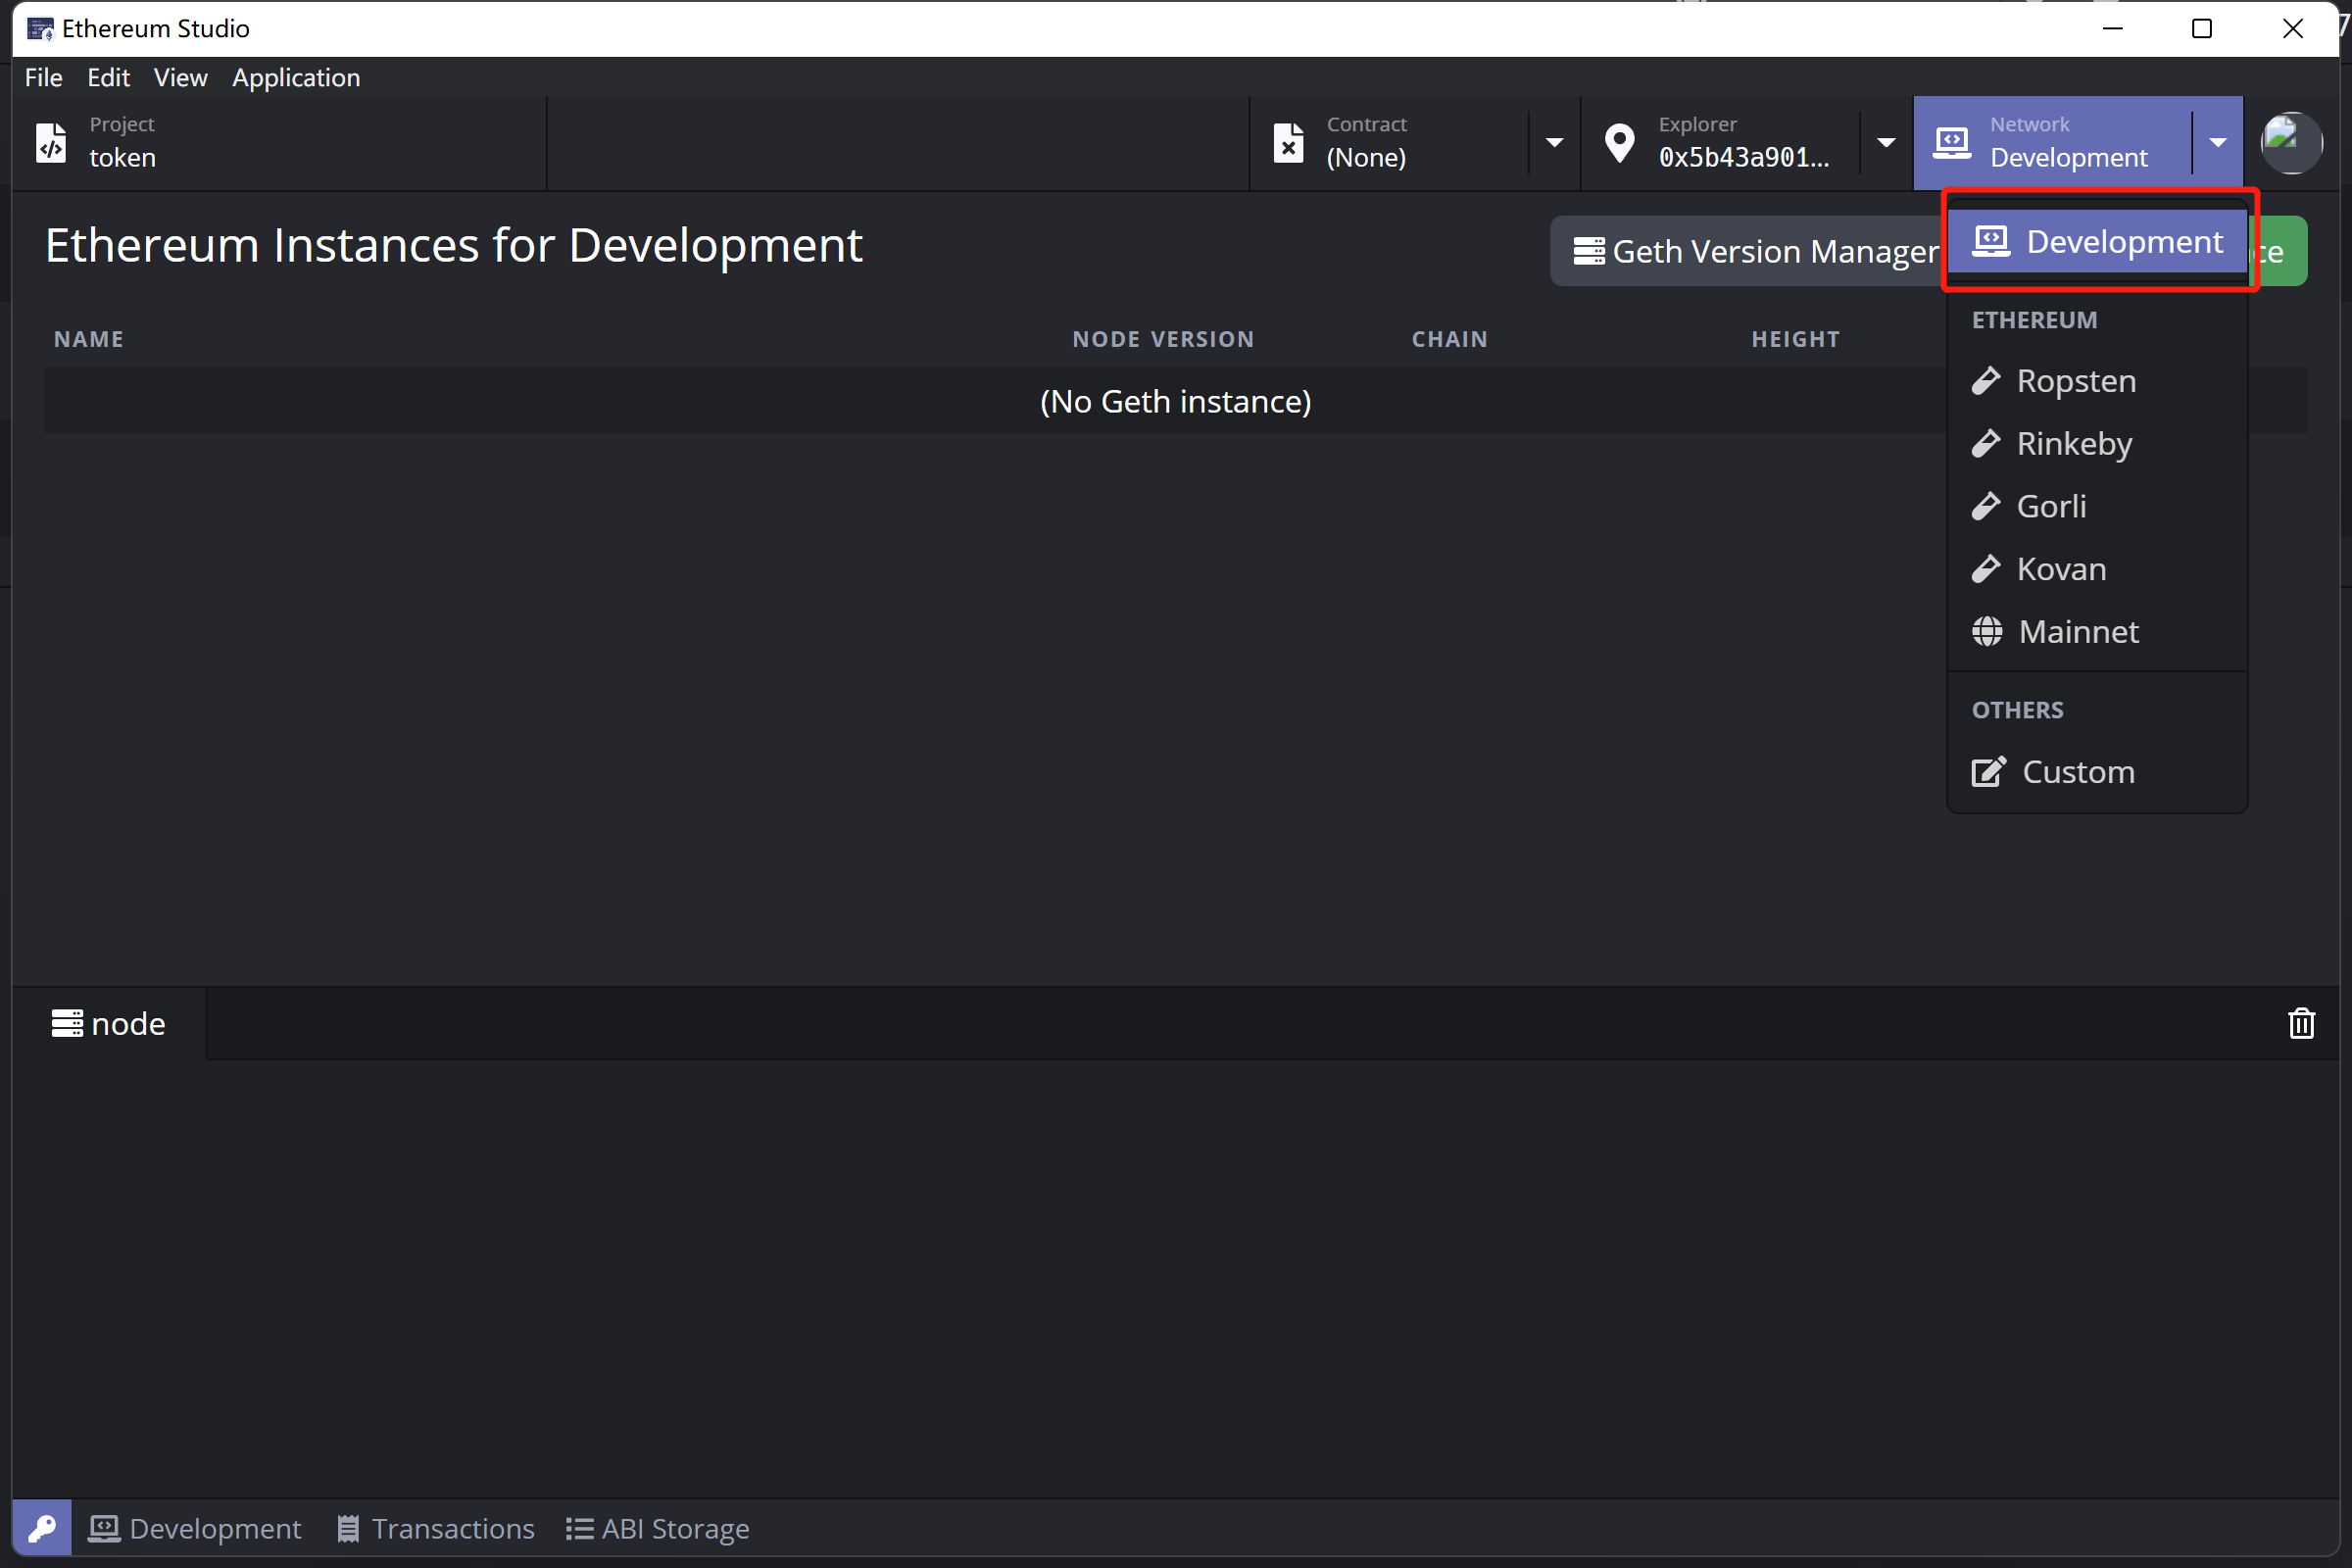 Ethereum Studio
File Edit View Application
Project
token
Contract
(None)
Explorer
0x5b43a901...
Network
Development
Ethereum Instances for Development
Geth Version Manager
Development
NAME NODE VERSION CHAIN HEIGHT
(No Geth instance)
ETHEREUM
Ropsten
Rinkeby
Gorli
Kovan
Mainnet
OTHERS
Custom
node
Development Transactions ABI Storage